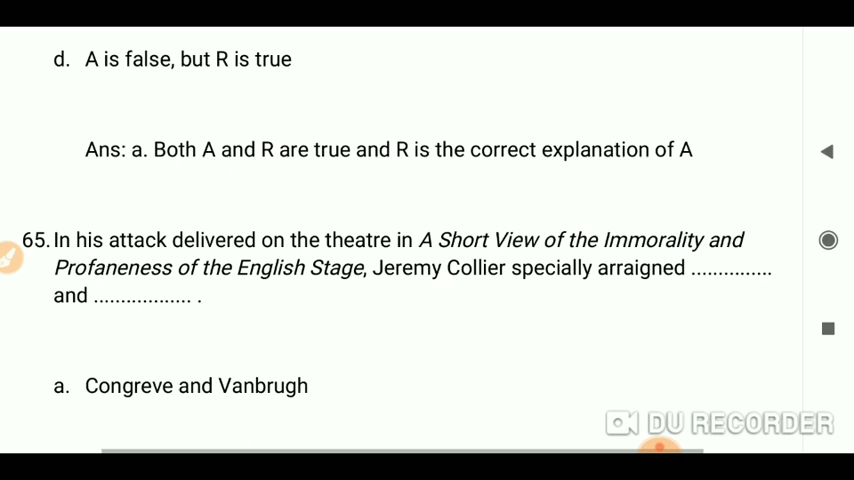 d. A is false, but R is true
Ans: a. Both A and R are true and R is the correct explanation of A
65. In his attack delivered on the theatre in A Short View of the Immorality and
Profaneness of the English Stage, Jeremy Collier specially arraigned ...............
and .................. .
a. Congreve and Vanbrugh
DU RECORDER